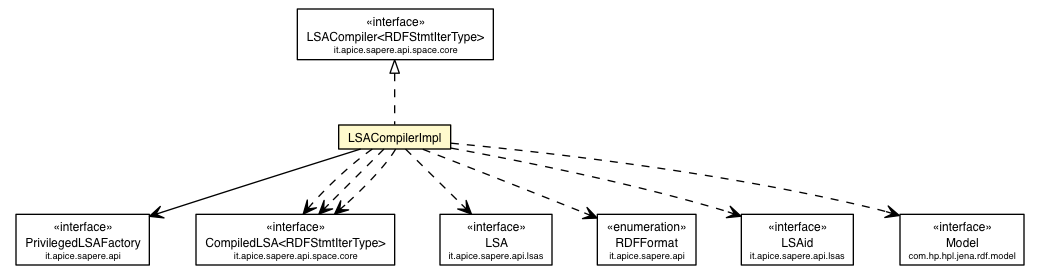 «interface»
LSACompiler<RDFStmtIterType>
it.apice.sapere.api.space.core
LSACompilerImpl
«interface»
PrivilegedLSAFactory
it.apice.sapere.api
«interface»
CompiledLSA<RDFStmtIterType>
it.apice.sapere.api.space.core
«interface»
LSA
it.apice.sapere.api.lsas
«enumeration»
RDFFormat
it.apice.sapere.api
«interface»
LSAid
it.apice.sapere.api.lsas
«interface»
Model
com.hp.hpl.jena.rdf.model